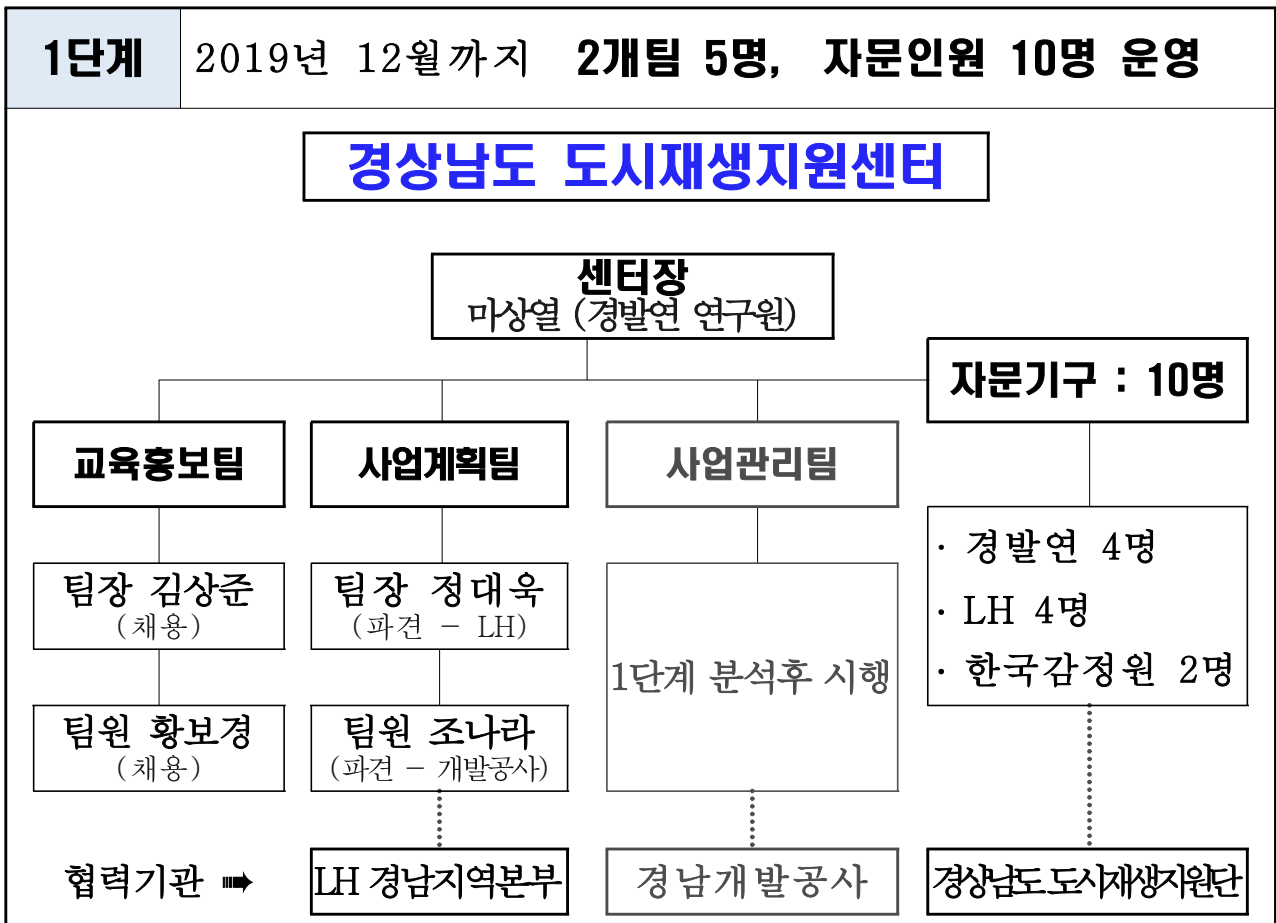 1단계 2019년 12월까지 2개팀 5명, 자문인원 10명 운영
경상남도 도시재생지원센터
센터장
마상열 (경발연 연구원)
자문기구 : 10명
교육홍보팀 사업계획팀 사업관리팀
팀장 김상준
(채용)
팀장 정대욱
(파견 - LH)
1단계 분석후 시행
· 경발연 4명
· LH 4명
· 한국감정원 2명
팀원 황보경
(채용)
팀원 조나라
(파견 - 개발공사)
협력기관 ➠ LH 경남지역본부 경남개발공사 경상남도 도시재생지원단